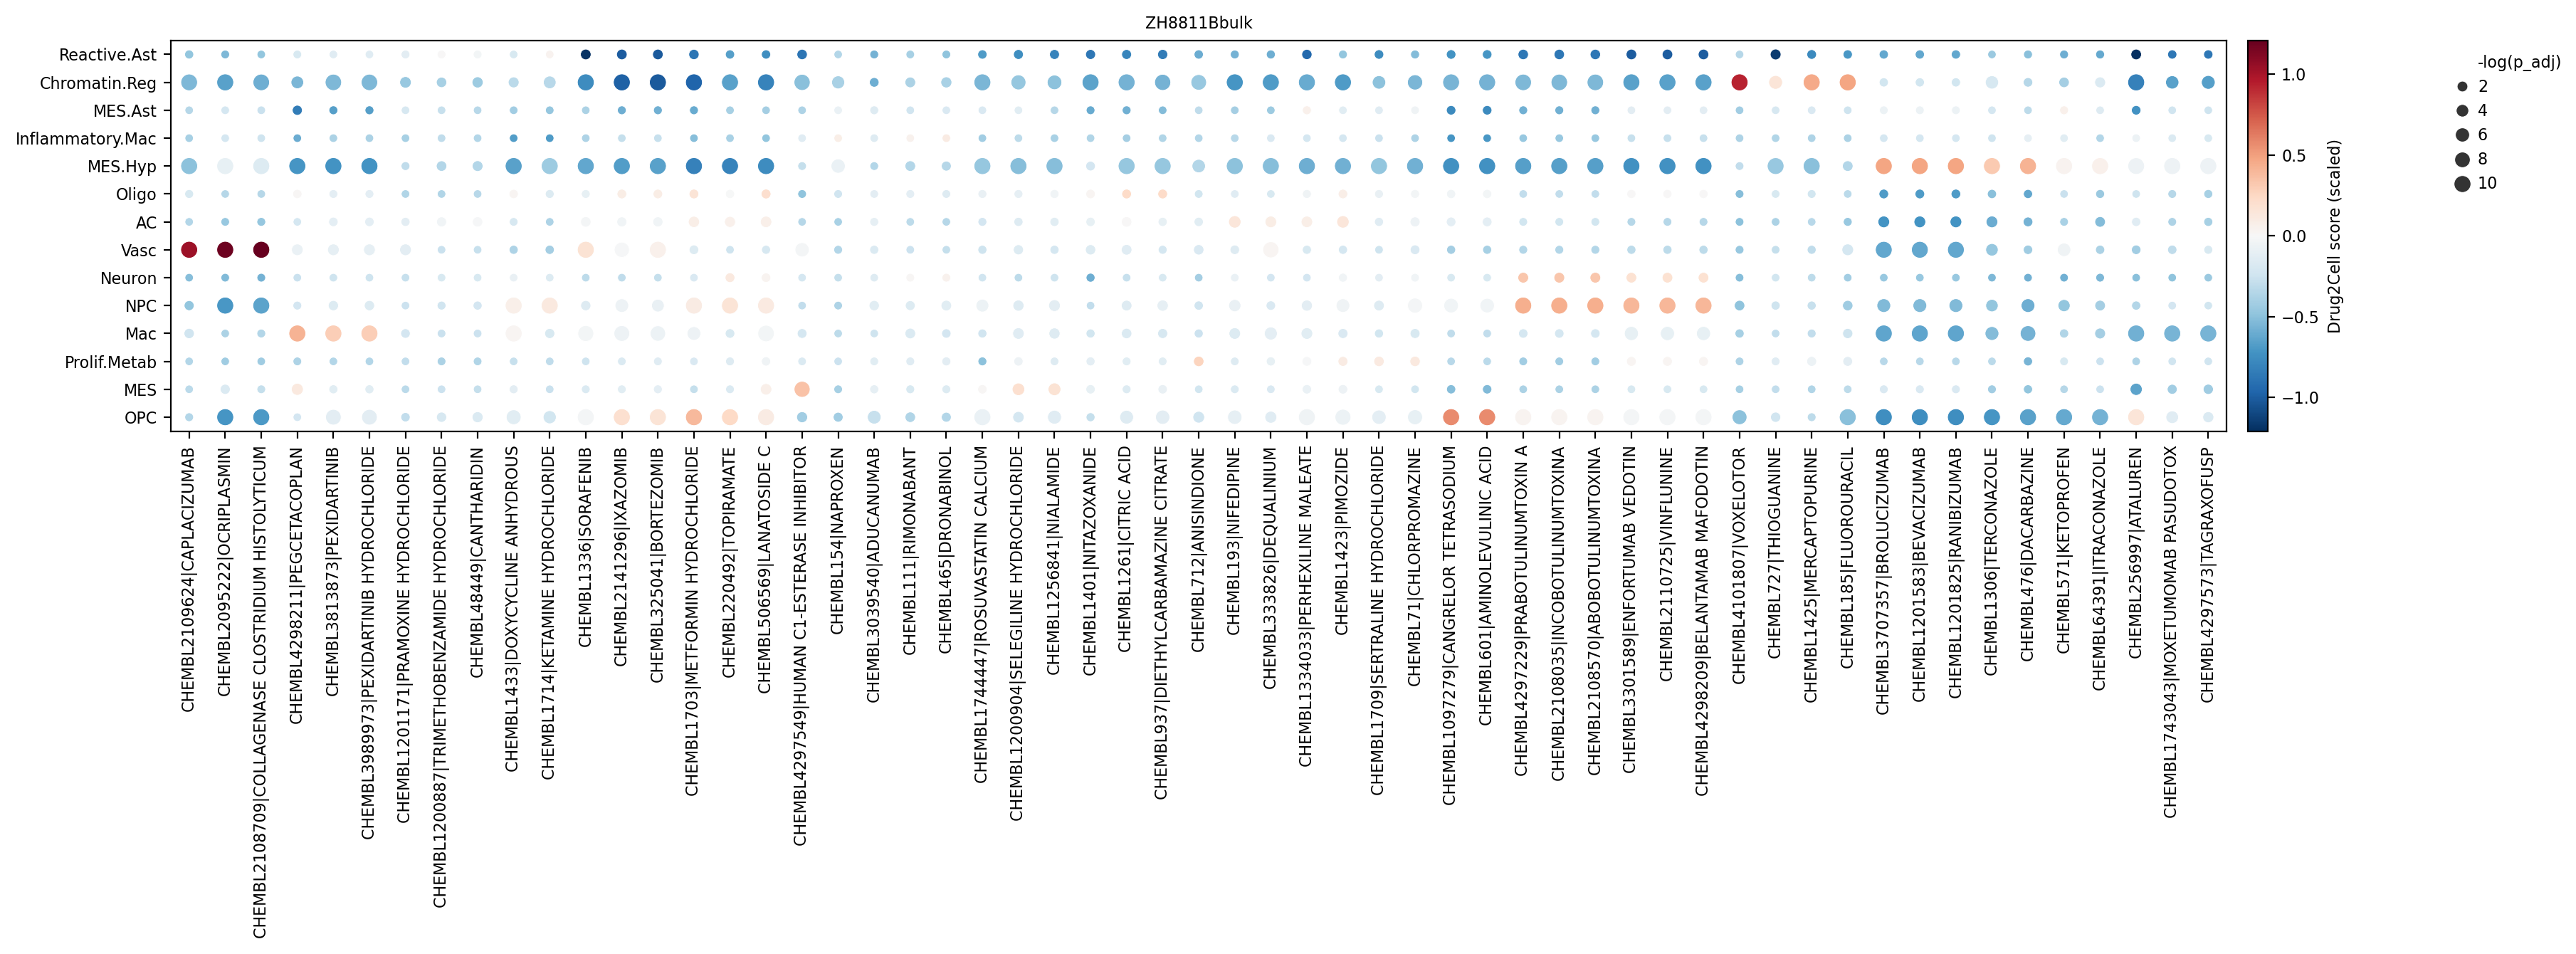 ZH8811Bbulk
Reactive.Ast
Chromatin.Reg
MES.Ast
Inflammatory.Mac
MES.Hyp
Oligo
AC
Vasc
Neuron
NPC
Mac
Prolif.Metab
MES
OPC
CHEMBL2109624|CAPLACIZUMAB
CHEMBL2095222|OCRIPLASMIN
CHEMBL2108709|COLLAGENASE CLOSTRIDIUM HISTOLYTICUM
CHEMBL4298211|PEGCETACOPLAN
CHEMBL3813873|PEXIDARTINIB
CHEMBL3989973|PEXIDARTINIB HYDROCHLORIDE
CHEMBL1201171|PRAMOXINE HYDROCHLORIDE
CHEMBL1200887|TRIMETHOBENZAMIDE HYDROCHLORIDE
CHEMBL48449|CANTHARIDIN
CHEMBL1433|DOXYCYCLINE ANHYDROUS
CHEMBL1714|KETAMINE HYDROCHLORIDE
CHEMBL1336|SORAFENIB
CHEMBL2141296|IXAZOMIB
CHEMBL325041|BORTEZOMIB
CHEMBL1703|METFORMIN HYDROCHLORIDE
CHEMBL220492|TOPIRAMATE
CHEMBL506569|LANATOSIDE C
CHEMBL4297549|HUMAN C1-ESTERASE INHIBITOR
CHEMBL154|NAPROXEN
CHEMBL3039540|ADUCANUMAB
CHEMBL111|RIMONABANT
CHEMBL465|DRONABINOL
CHEMBL1744447|ROSUVASTATIN CALCIUM
CHEMBL1200904|SELEGILINE HYDROCHLORIDE
CHEMBL1256841|NIALAMIDE
CHEMBL1401|NITAZOXANIDE
CHEMBL1261|CITRIC ACID
CHEMBL937|DIETHYLCARBAMAZINE CITRATE
CHEMBL712|ANISINDIONE
CHEMBL193|NIFEDIPINE
CHEMBL333826|DEQUALINIUM
CHEMBL1334033|PERHEXILINE MALEATE
CHEMBL1423|PIMOZIDE
CHEMBL1709|SERTRALINE HYDROCHLORIDE
CHEMBL71|CHLORPROMAZINE
CHEMBL1097279|CANGRELOR TETRASODIUM
CHEMBL601|AMINOLEVULINIC ACID
CHEMBL4297229|PRABOTULINUMTOXIN A
CHEMBL2108035|INCOBOTULINUMTOXINA
CHEMBL2108570|ABOBOTULINUMTOXINA
CHEMBL3301589|ENFORTUMAB VEDOTIN
CHEMBL2110725|VINFLUNINE
CHEMBL4298209|BELANTAMAB MAFODOTIN
CHEMBL4101807|VOXELOTOR
CHEMBL727|THIOGUANINE
CHEMBL1425|MERCAPTOPURINE
CHEMBL185|FLUOROURACIL
CHEMBL3707357|BROLUCIZUMAB
CHEMBL1201583|BEVACIZUMAB
CHEMBL1201825|RANIBIZUMAB
CHEMBL1306|TERCONAZOLE
CHEMBL476|DACARBAZINE
CHEMBL571|KETOPROFEN
CHEMBL64391|ITRACONAZOLE
CHEMBL256997|ATALUREN
CHEMBL1743043|MOXETUMOMAB PASUDOTOX
CHEMBL4297573|TAGRAXOFUSP
1.0
0.5
0.0
−0.5
−1.0
Drug2Cell score (scaled)
-log(p_adj)
2
4
6
8
10